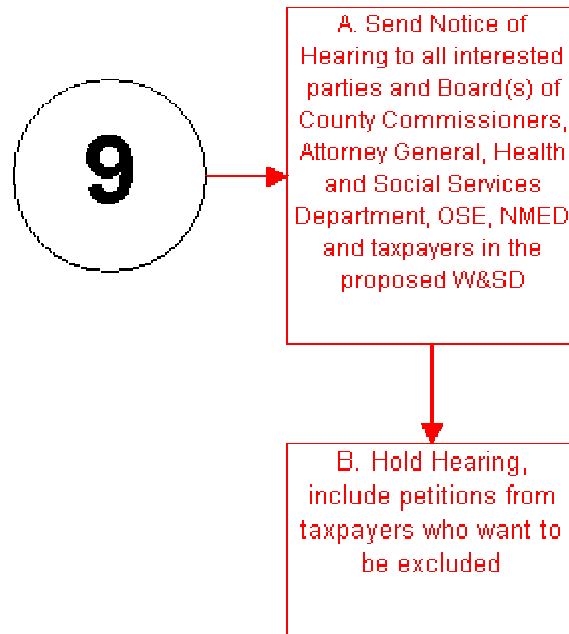 9
A. Send Notice of
Hearing to all interested
parties and Board(s) of
County Commissioners,
Attorney General, Health
and Social Services
Department, OSE, NMED
and taxpayers in the
proposed W&SD
B. Hold Hearing,
include petitions from
taxpayers who want to
be excluded